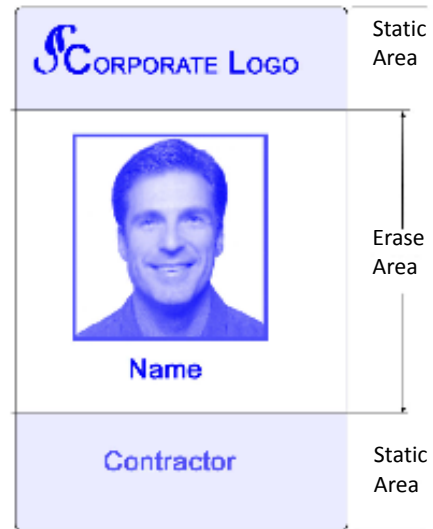 Static
Area
CORPORATE LOGO
Erase
Area
Name
Contractor
Static
Area